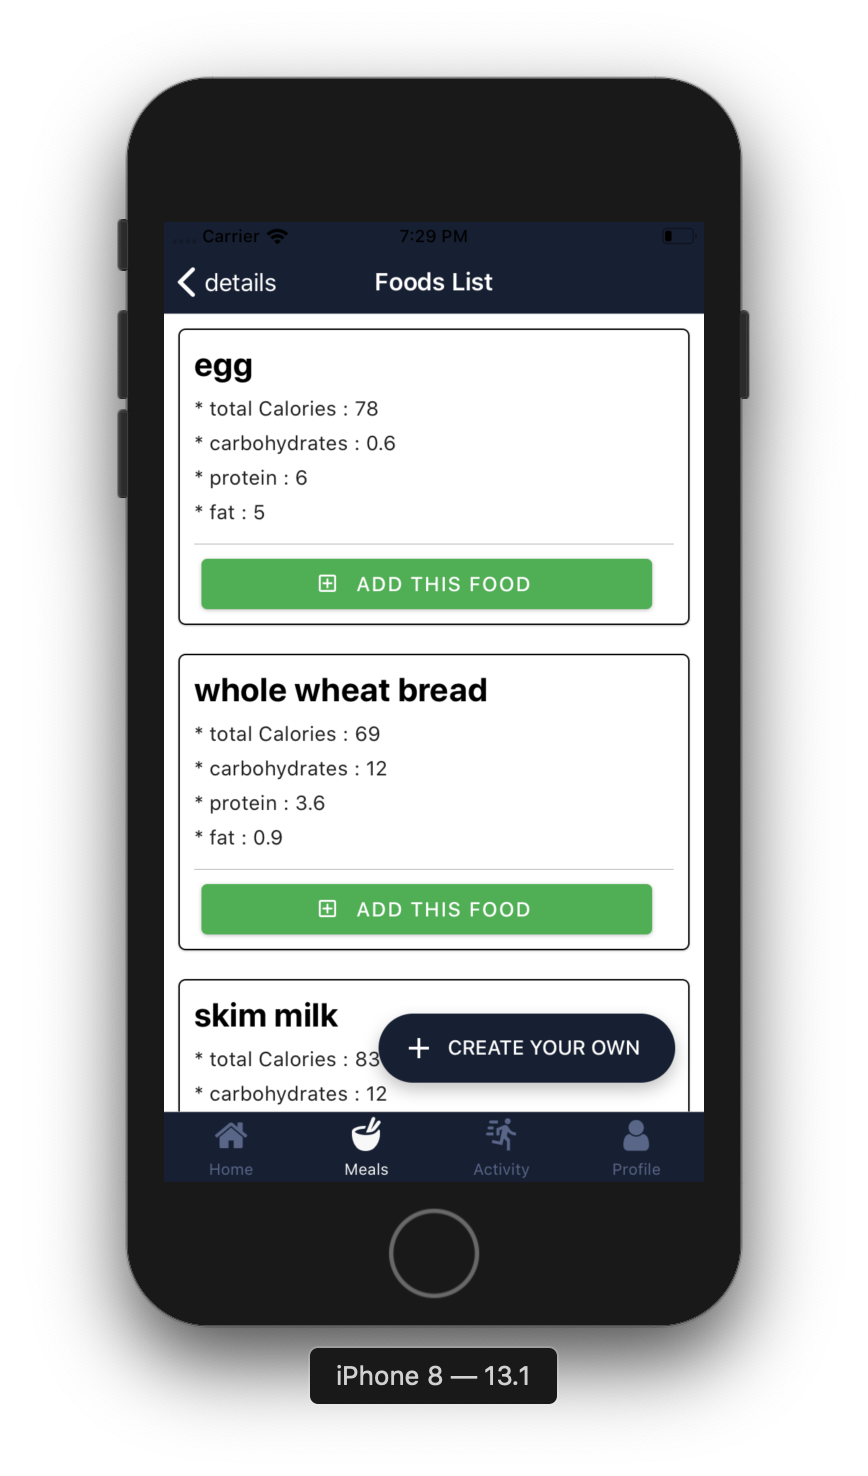 Carrier 7:29 PM
details Foods List
egg
* total Calories : 78
* carbohydrates : 0.6
* protein : 6
* fat : 5
ADD THIS FOOD
whole wheat bread
* total Calories : 69
* carbohydrates : 12
* protein : 3.6
* fat : 0.9
ADD THIS FOOD
skim milk
* total Calories : 83
CREATE YOUR OWN
* carbohydrates : 12
Home Meals Activity Profile
iPhone 8 — 13.1